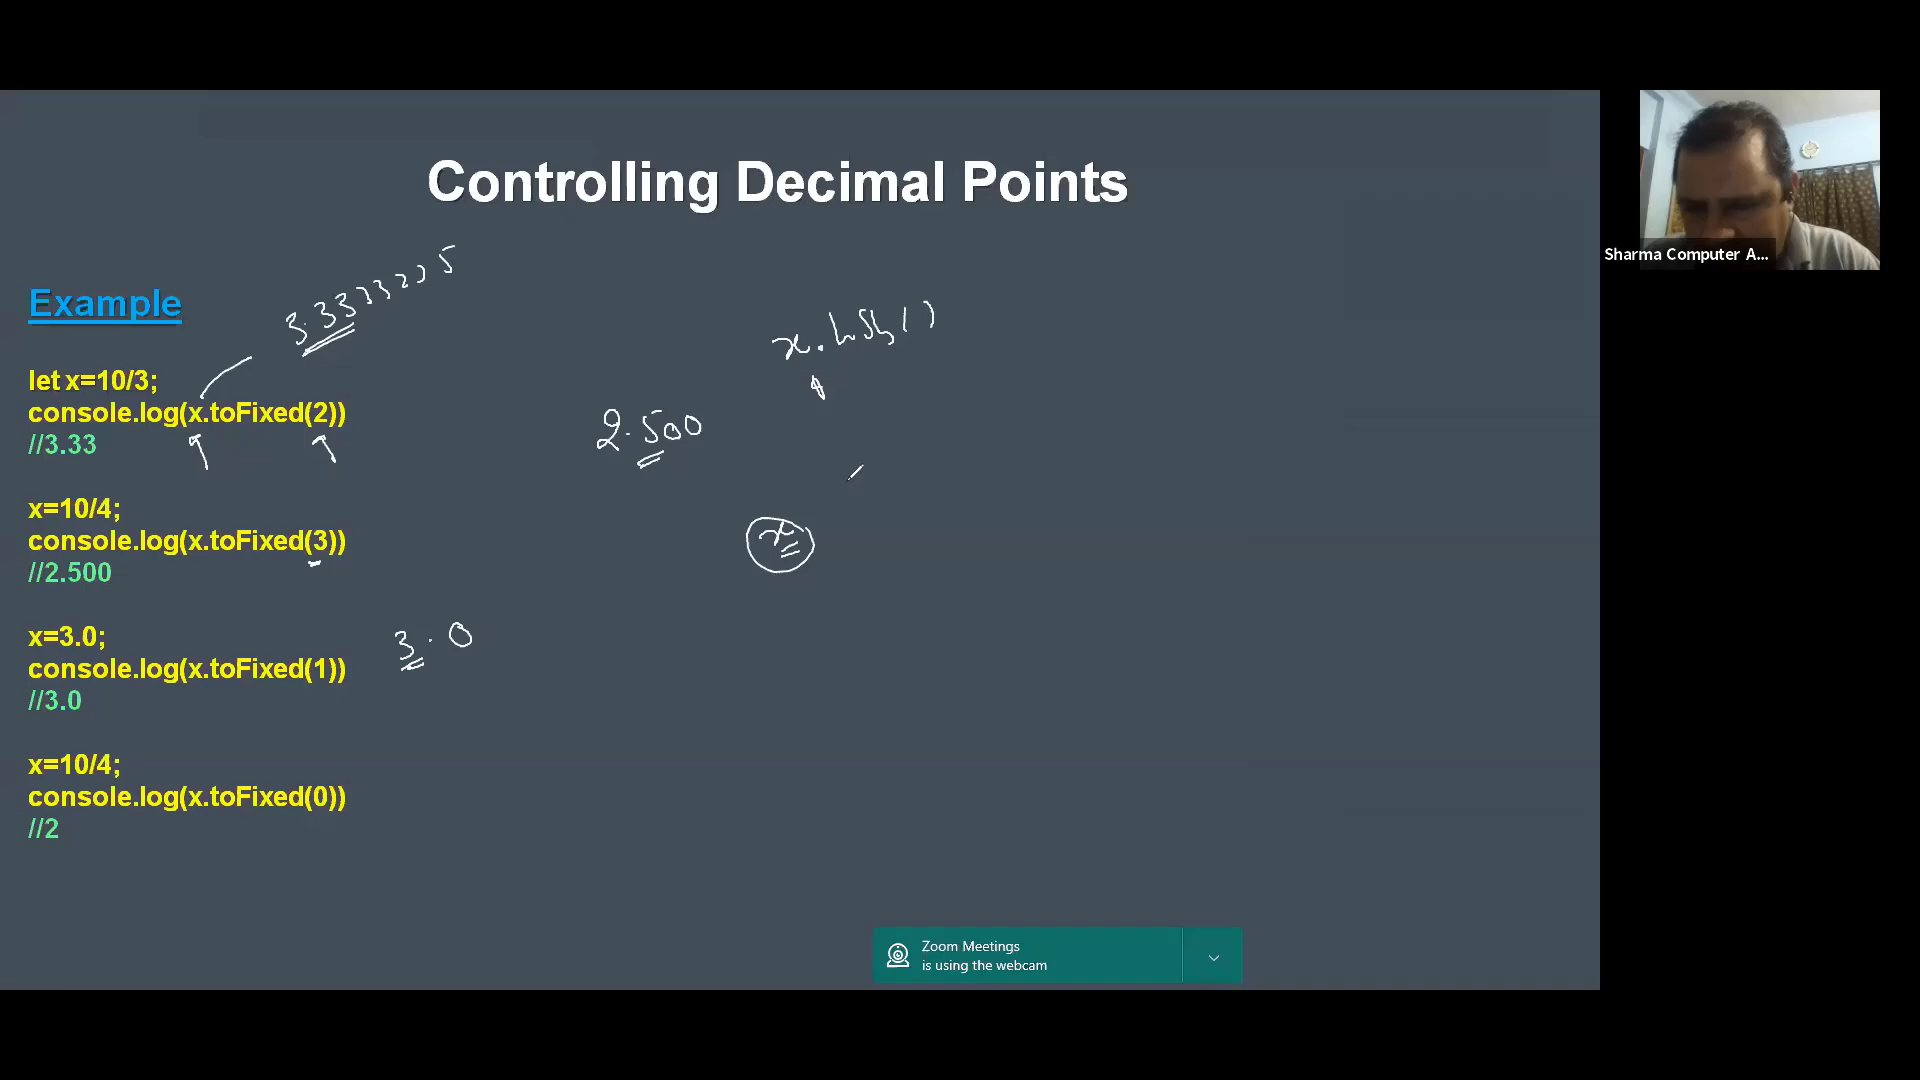 Controlling Decimal Points
Sharma Computer A...
Example
3.33
let x=10/3;
console.log(x.toFixed(2))
//3.33
2.500
x=10/4;
console.log(x.toFixed(3))
//2.500
x
x=3.0;
console.log(x.toFixed(1))
//3.0
3.0
x=10/4;
console.log(x.toFixed(0))
//2
Zoom Meetings
is using the webcam